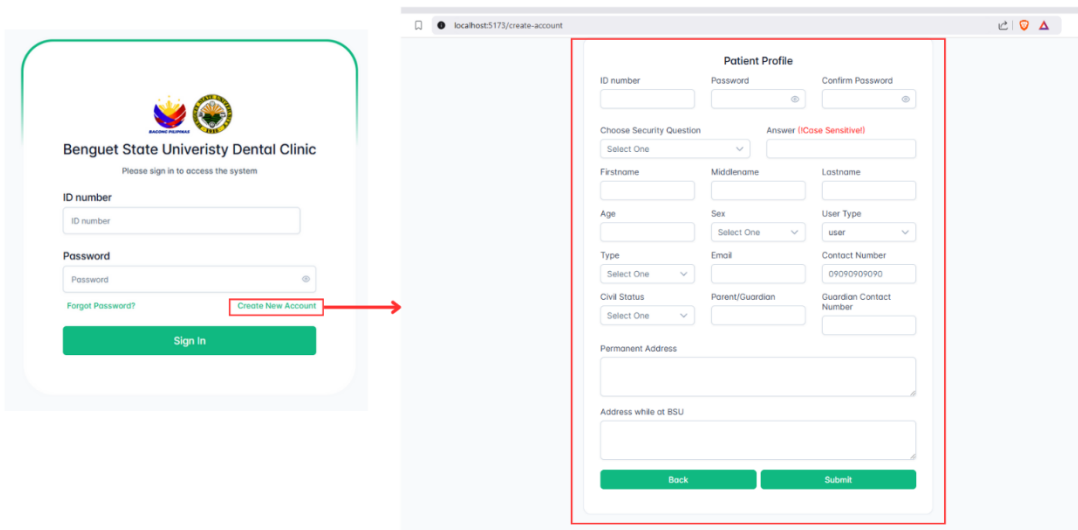 BAGONG PILIPINAS
Benguet State Univeristy Dental Clinic
Please sign in to access the system
ID number
ID number
Password
Password
Forgot Password?
Create New Account
Sign In
localhost:5173/create-account
Patient Profile
ID number
Password
Confirm Password
Choose Security Question
Answer (!Case Sensitive!)
Select One
Firstname
Middlename
Lastname
Age
Sex
User Type
Select One
user
Type
Email
Contact Number
Select One
09090909090
Civil Status
Parent/Guardian
Guardian Contact
Number
Select One
Permanent Address
Address while at BSU
Back
Submit